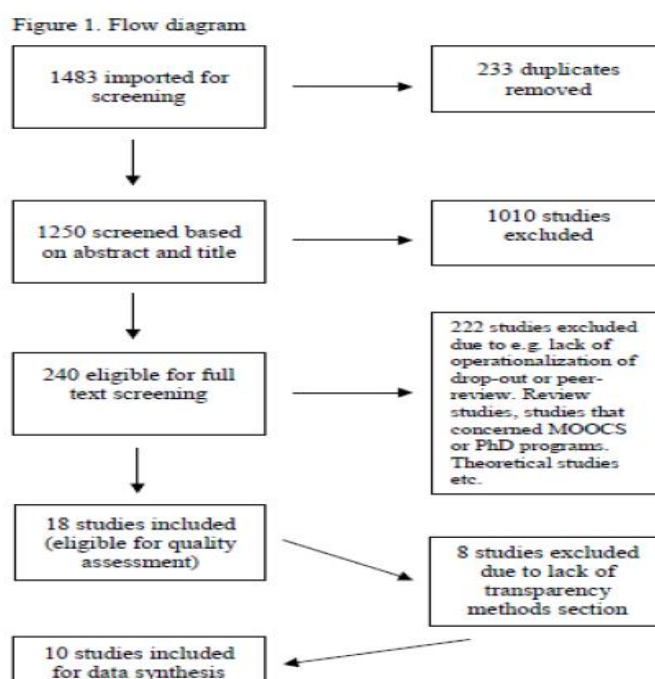 Figure 1. Flow diagram
1483 imported for
screening
233 duplicates
removed
1250 screened based
on abstract and title
1010 studies
excluded
240 eligible for full
text screening
222 studies excluded
due to e.g. lack of
operationalization of
drop-out or peer-
review. Review
studies, studies that
concerned MOOCS
or PhD programs.
Theoretical studies
etc.
18 studies included
(eligible for quality
assessment)
8 studies excluded
due to lack of
transparency
methods section
10 studies included
for data synthesis